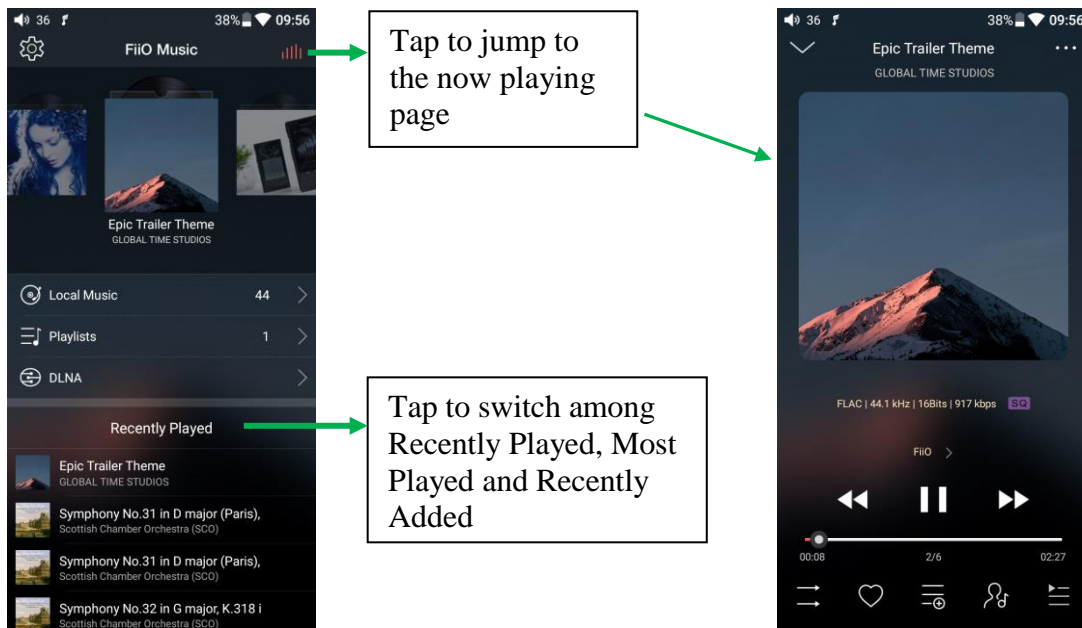 36
38%
09:56
FiiO Music
Epic Trailer Theme
GLOBAL TIME STUDIOS
Local Music 44
Playlists 1
DLNA
Recently Played
Epic Trailer Theme
GLOBAL TIME STUDIOS
Symphony No.31 in D major (Paris),
Scottish Chamber Orchestra (SCO)
Symphony No.31 in D major (Paris),
Scottish Chamber Orchestra (SCO)
Symphony No.32 in G major, K.318 i
Scottish Chamber Orchestra (SCO)
Tap to jump to
the now playing
page
Tap to switch among
Recently Played, Most
Played and Recently
Added
36
38%
09:56
Epic Trailer Theme
GLOBAL TIME STUDIOS
FLAC | 44.1 kHz | 16Bits | 917 kbps SQ
FiiO
00:08 2/6 02:27